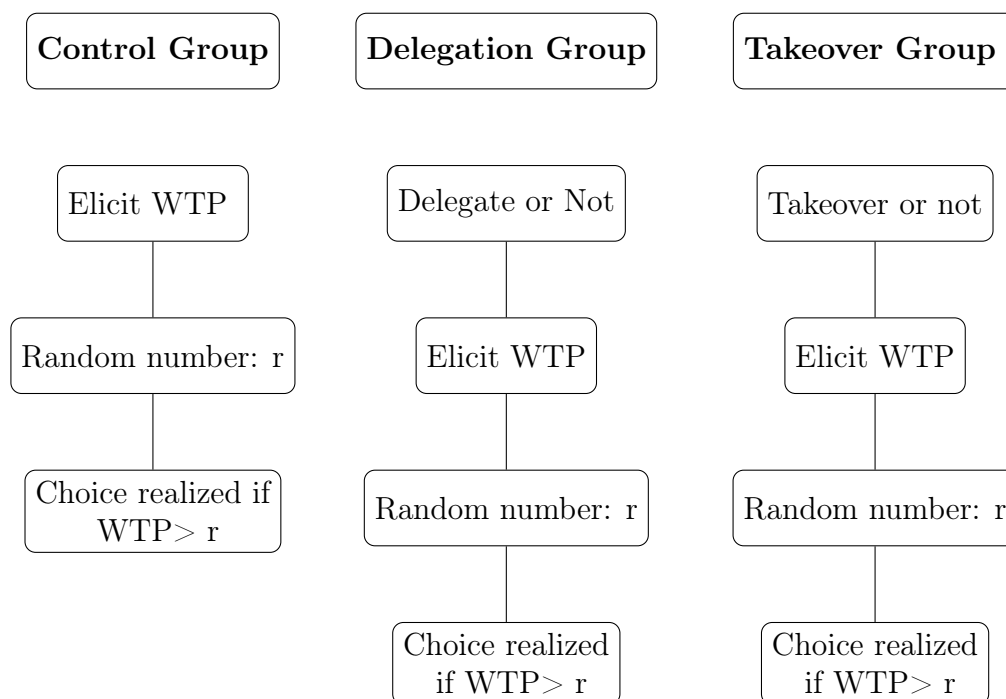 Control Group
Delegation Group
Takeover Group
Elicit WTP
Delegate or Not
Takeover or not
Random number: r
Elicit WTP
Elicit WTP
Choice realized if
WTP> r
Random number: r
Random number: r
Choice realized
if WTP> r
Choice realized
if WTP> r